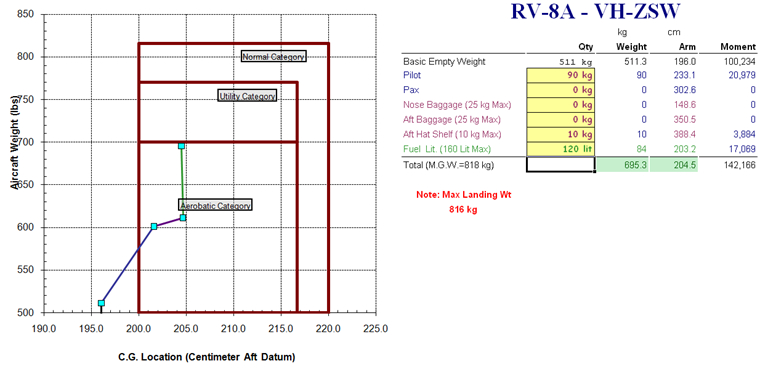 RV-8A - VH-ZSW
850
800
750
700
650
600
550
500
Aircraft Weight (lbs)
Normal Category
Utility Category
Aerobatic Category
190.0 195.0 200.0 205.0 210.0 215.0 220.0 225.0
C.G. Location (Centimeter Aft Datum)
kg cm
Qty Weight Arm Moment
Basic Empty Weight 511 kg 511.3 196.0 100,234
Pilot 90 kg 90 233.1 20,979
Pax 0 kg 0 302.6 0
Nose Baggage (25 kg Max) 0 kg 0 148.6 0
Aft Baggage (25 kg Max) 0 kg 0 350.5 0
Aft Hat Shelf (10 kg Max) 10 kg 10 388.4 3,884
Fuel Lit. (160 Lit Max) 120 lit 84 203.2 17,069
Total (M.G.W.=818 kg) 695.3 204.5 142,166
Note: Max Landing Wt
816 kg